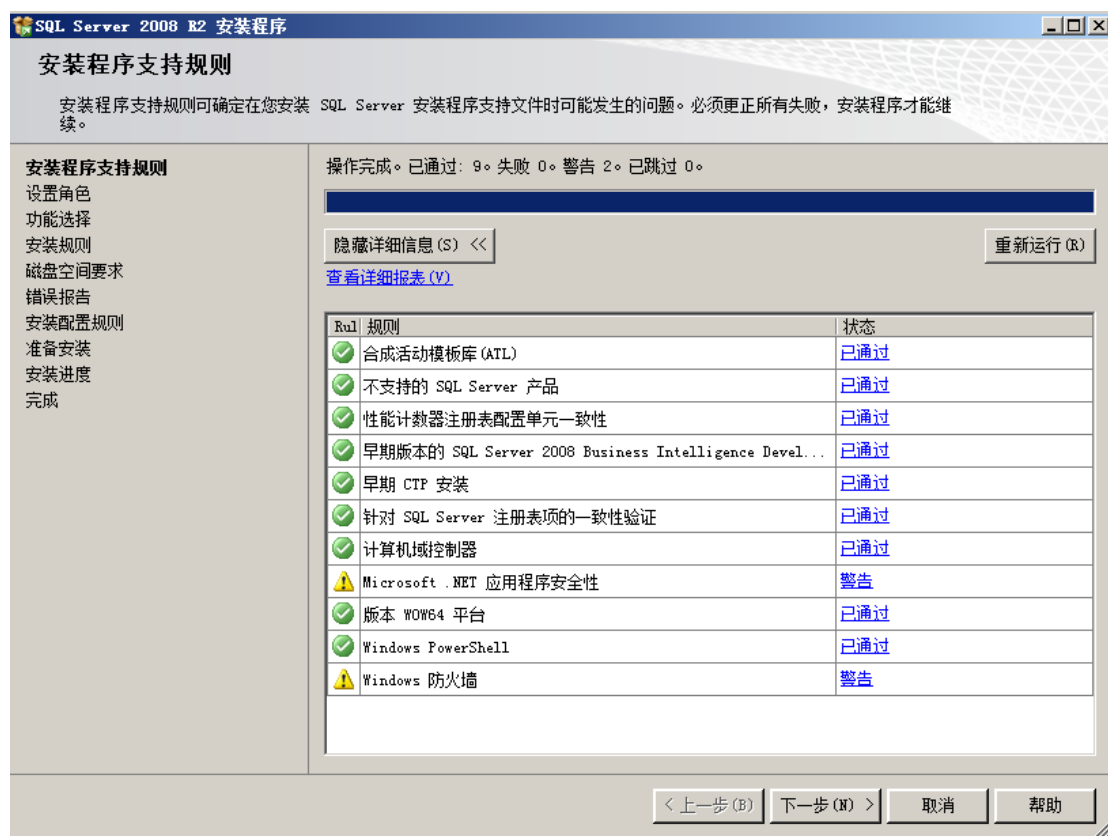 SQL Server 2008 R2 安装程序
安装程序支持规则
安装程序支持规则可确定在您安装 SQL Server 安装程序支持文件时可能发生的问题。必须更正所有失败，安装程序才能继
续。
安装程序支持规则
设置角色
功能选择
安装规则
磁盘空间要求
错误报告
安装配置规则
准备安装
安装进度
完成
操作完成。已通过: 9。失败 0。警告 2。已跳过 0。
隐藏详细信息(S) <<
重新运行(R)
查看详细报表(V)
Rul 规则 状态
合成活动模板库(ATL) 已通过
不支持的 SQL Server 产品 已通过
性能计数器注册表配置单元一致性 已通过
早期版本的 SQL Server 2008 Business Intelligence Devel... 已通过
早期 CTP 安装 已通过
针对 SQL Server 注册表项的一致性验证 已通过
计算机域控制器 已通过
Microsoft .NET 应用程序安全性 警告
版本 WOW64 平台 已通过
Windows PowerShell 已通过
Windows 防火墙 警告
< 上一步(B) 下一步(N) > 取消 帮助